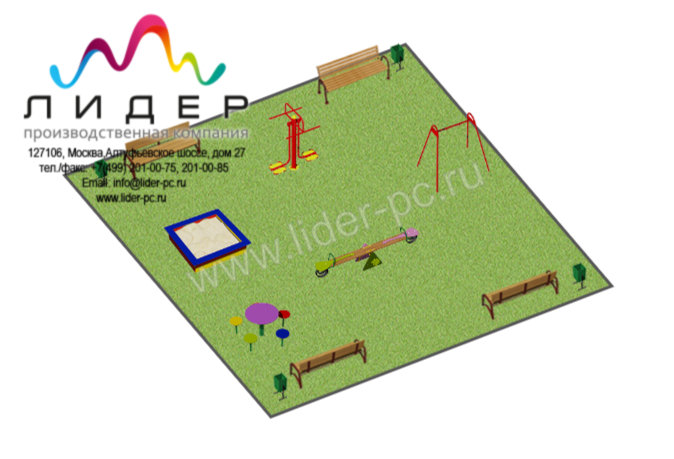 ЛИДЕР
производственная компания
127106, Москва,Алтуфьевское шоссе, дом 27
тел./факс: +7(499) 201-00-75, 201-00-85
Email: info@lider-pc.ru
www.lider-pc.ru
www.lider-pc.ru